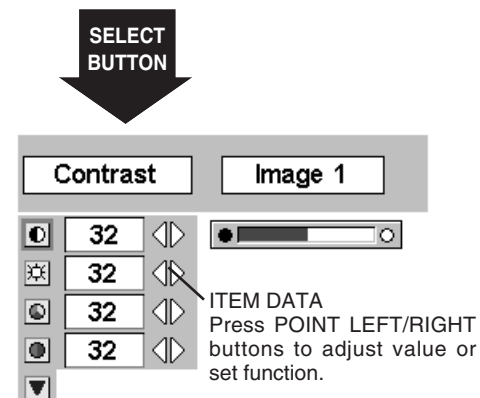 SELECT
BUTTON
Contrast
Image 1
32
32
32
32
ITEM DATA
Press POINT LEFT/RIGHT
buttons to adjust value or
set function.